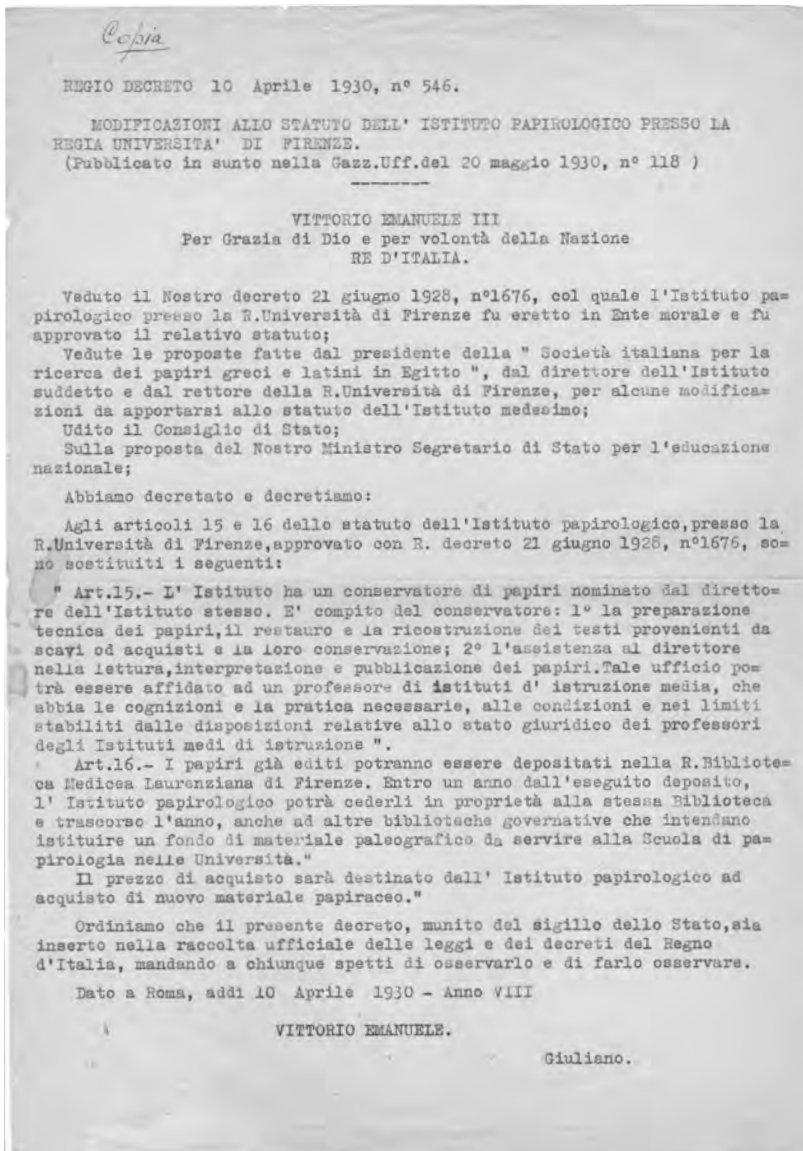 Copia
REGIO DECRETO 10 Aprile 1930, n° 546.
MODIFICAZIONI ALLO STATUTO DELL' ISTITUTO PAPIROLOGICO PRESSO LA
REGIA UNIVERSITA' DI FIRENZE.
(Pubblicato in sunto nella Gazz.Uff.del 20 maggio 1930, n° 118 )
VITTORIO EMANUELE III
Per Grazia di Dio e per volontà della Nazione
RE D'ITALIA.
Veduto il Nostro decreto 21 giugno 1928, n°1676, col quale l'Istituto pa=
pirologico presso la R.Università di Firenze fu eretto in Ente morale e fu
approvato il relativo statuto;
Vedute le proposte fatte dal presidente della " Società italiana per la
ricerca dei papiri greci e latini in Egitto ", dal direttore dell'Istituto
suddetto e dal rettore della R.Università di Firenze, per alcune modifica=
zioni da apportarsi allo statuto dell'Istituto medesimo;
Udito il Consiglio di Stato;
Sulla proposta del Nostro Ministro Segretario di Stato per l'educazione
nazionale;
Abbiamo decretato e decretiamo:
Agli articoli 15 e 16 dello statuto dell'Istituto papirologico,presso la
R.Università di Firenze,approvato con R. decreto 21 giugno 1928, n°1676, so=
no sostituiti i seguenti:
" Art.15.- L' Istituto ha un conservatore di papiri nominato dal diretto=
re dell'Istituto stesso. E' compito del conservatore: 1° la preparazione
tecnica dei papiri,il restauro e la ricostruzione dei testi provenienti da
scavi od acquisti e la loro conservazione; 2° l'assistenza al direttore
nella lettura,interpretazione e pubblicazione dei papiri.Tale ufficio po=
trà essere affidato ad un professore di istituti d' istruzione media, che
abbia le cognizioni e la pratica necessarie, alle condizioni e nei limiti
stabiliti dalle disposizioni relative allo stato giuridico dei professori
degli Istituti medi di istruzione ".
Art.16.- I papiri già editi potranno essere depositati nella R.Bibliote=
ca Medicea Laurenziana di Firenze. Entro un anno dall'eseguito deposito,
l' Istituto papirologico potrà cederli in proprietà alla stessa Biblioteca
e trascorso l'anno, anche ad altre biblioteche governative che intendano
istituire un fondo di materiale paleografico da servire alla Scuola di pa=
pirologia nelle Università."
Il prezzo di acquisto sarà destinato dall' Istituto papirologico ad
acquisto di nuovo materiale papiraceo."
Ordiniamo che il presente decreto, munito del sigillo dello Stato,sia
inserto nella raccolta ufficiale delle leggi e dei decreti del Regno
d'Italia, mandando a chiunque spetti di osservarlo e di farlo osservare.
Dato a Roma, addì 10 Aprile 1930 - Anno VIII
VITTORIO EMANUELE.
Giuliano.